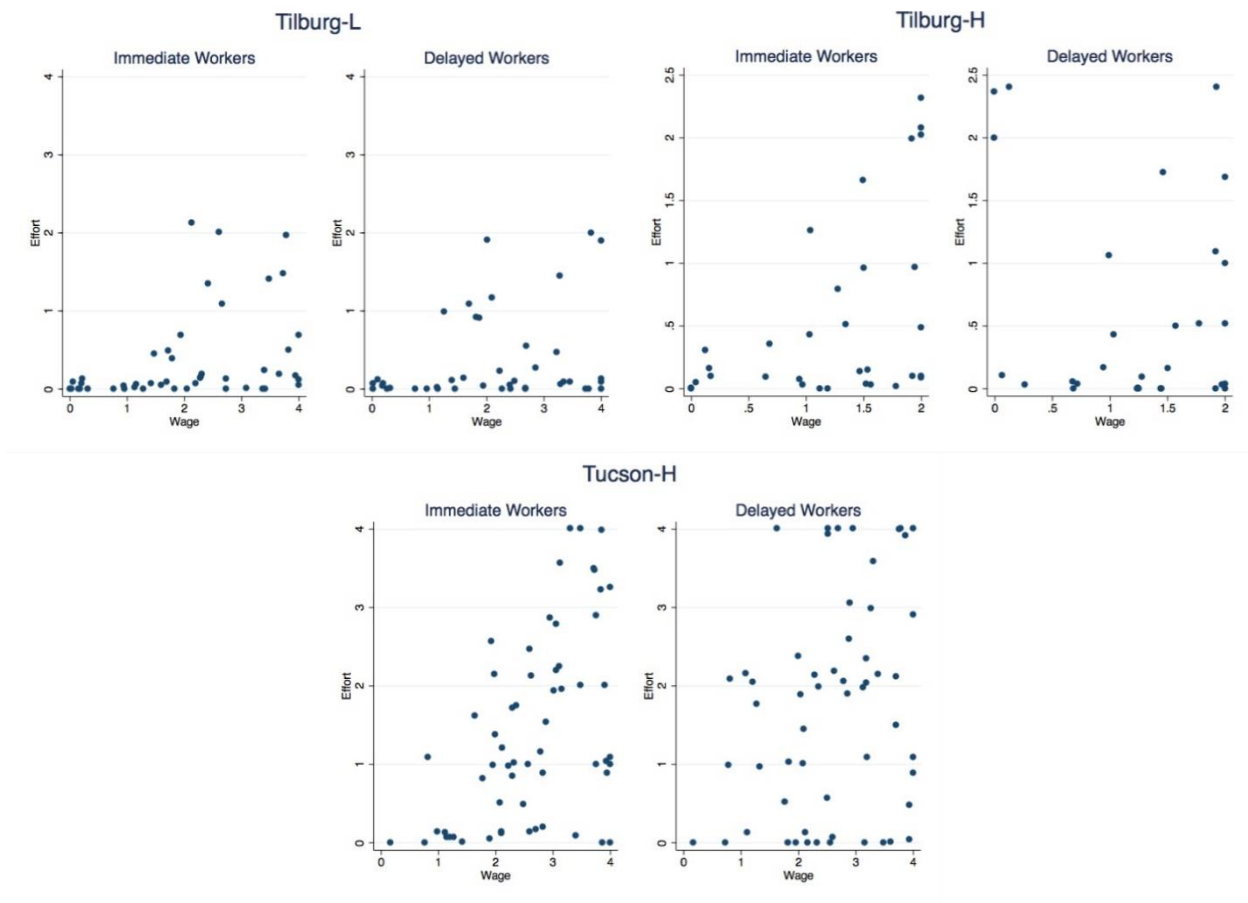 Tilburg-L
Tilburg-H
Immediate Workers
Delayed Workers
Immediate Workers
Delayed Workers
4
3
2
1
0
Effort
0 1 2 3 4
Wage
4
3
2
1
0
Effort
0 1 2 3 4
Wage
2.5
2
1.5
1
.5
0
Effort
0 .5 1 1.5 2
Wage
2.5
2
1.5
1
.5
0
Effort
0 .5 1 1.5 2
Wage
Tucson-H
Immediate Workers
Delayed Workers
4
3
2
1
0
Effort
0 1 2 3 4
Wage
4
3
2
1
0
Effort
0 1 2 3 4
Wage